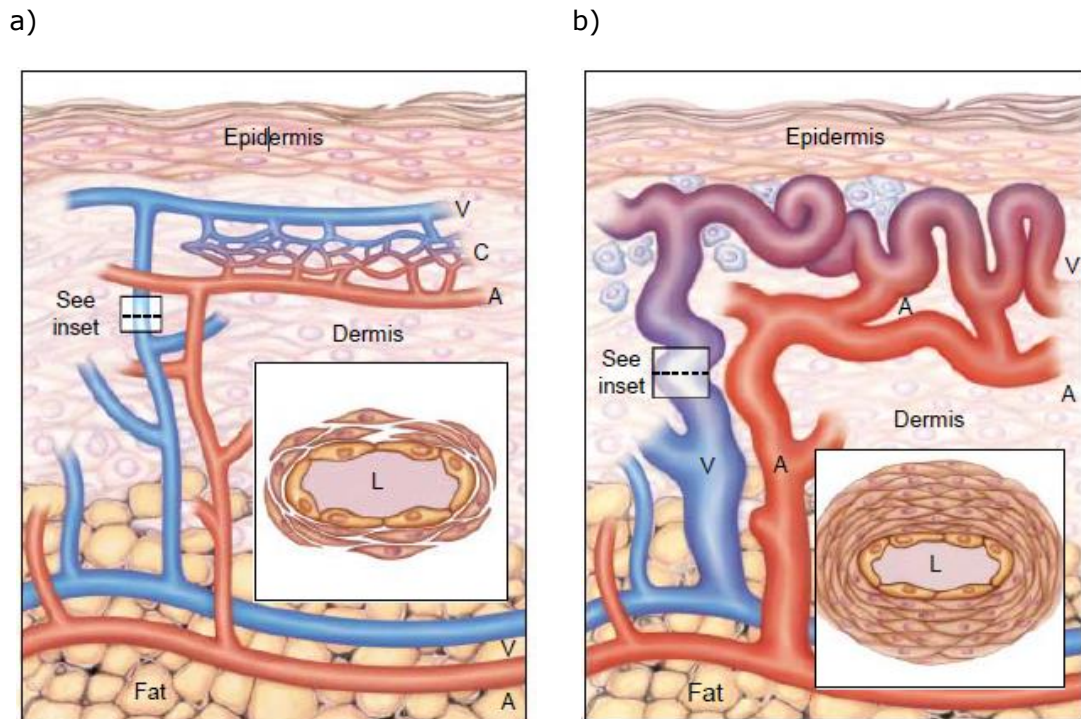 a)
b)
Epidermis
V
C
A
See
inset
Dermis
L
V
Fat
A
Epidermis
V
A
See
inset
A
Dermis
V
A
L
Fat